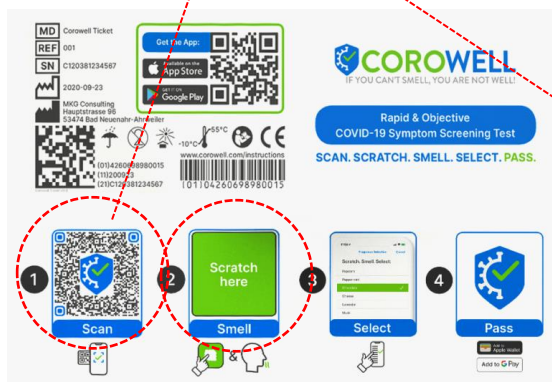 MD Corowell Ticket
REF 001
SN C120381234567
2020-09-23
MKG Consulting
Hauptstrasse 98
53474 Bad Neuenahr-Ahrweiler
(01)04260698980015
(11)200923
(21)C120381234567
Get the App:
Available on the
App Store
GET IT ON
Google Play
-10°C
55°C
CE
www.corowell.com/instructions
(01)04260698980015
COROWELL
IF YOU CAN'T SMELL, YOU ARE NOT WELL!
Rapid & Objective
COVID-19 Symptom Screening Test
SCAN. SCRATCH. SMELL. SELECT. PASS.
1
Scan
2
Scratch
here
Smell
&
3
Scratch. Smell. Select.
Select
4
Pass
Add to
Apple Wallet
Add to G Pay